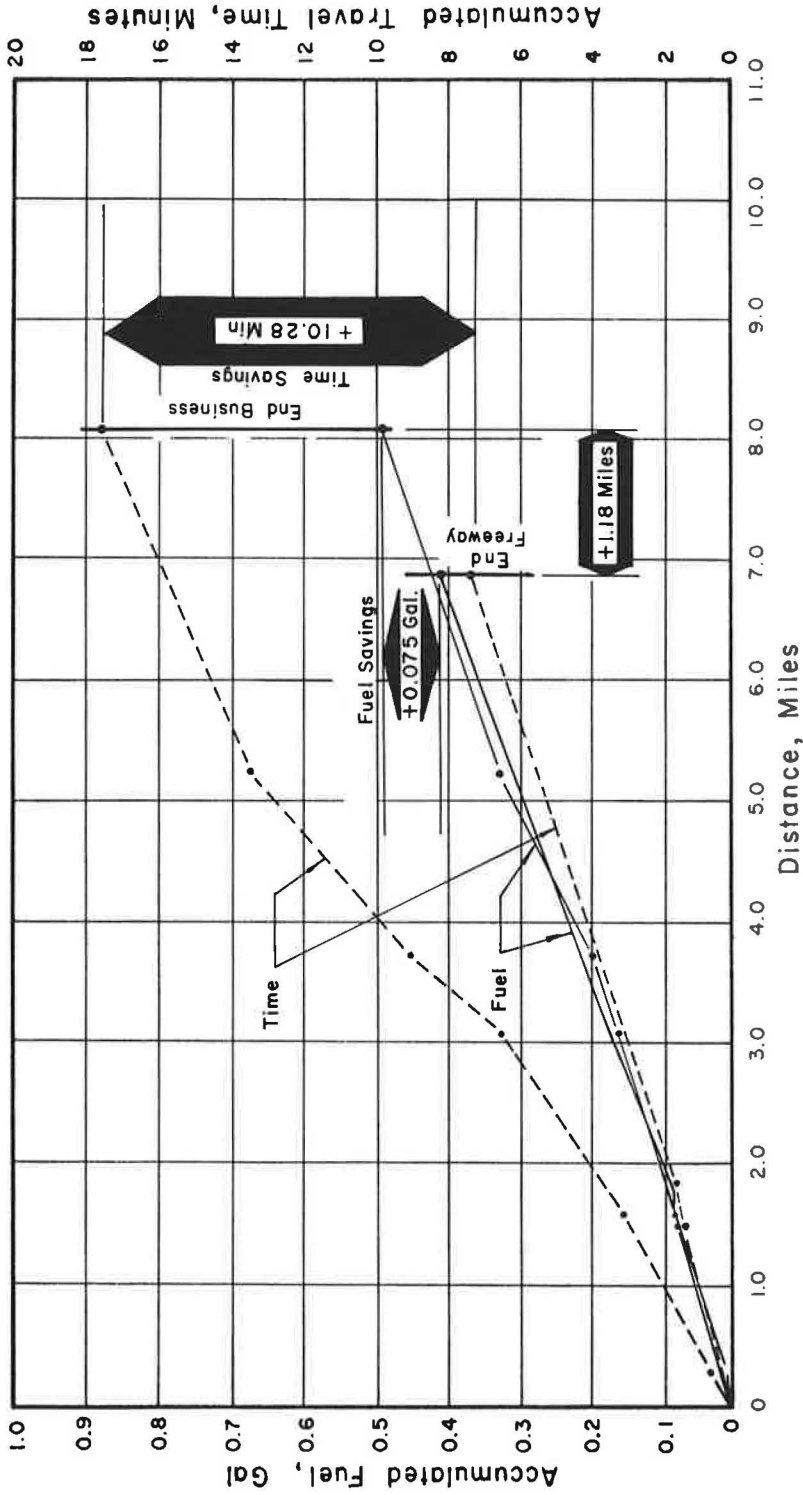 Accumulated Travel Time, Minutes
20
18
16
14
12
10
8
6
4
2
0
Accumulated Fuel, Gal
1.0
0.9
0.8
0.7
0.6
0.5
0.4
0.3
0.2
0.1
0
0
1.0
2.0
3.0
4.0
5.0
6.0
7.0
8.0
9.0
10.0
11.0
Distance, Miles
Time
Fuel
Fuel Savings
+0.075 Gal.
End
Freeway
End Business
Time Savings
+10.28 Min
+1.18 Miles